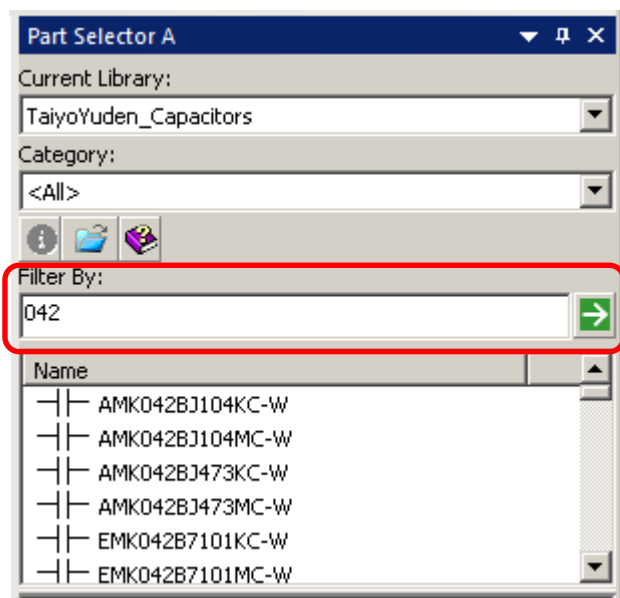 Part Selector A
Current Library:
TaiyoYuden_Capacitors
Category:
<All>
Filter By:
042
Name
AMK042BJ104KC-W
AMK042BJ104MC-W
AMK042BJ473KC-W
AMK042BJ473MC-W
EMK042B7101KC-W
EMK042B7101MC-W